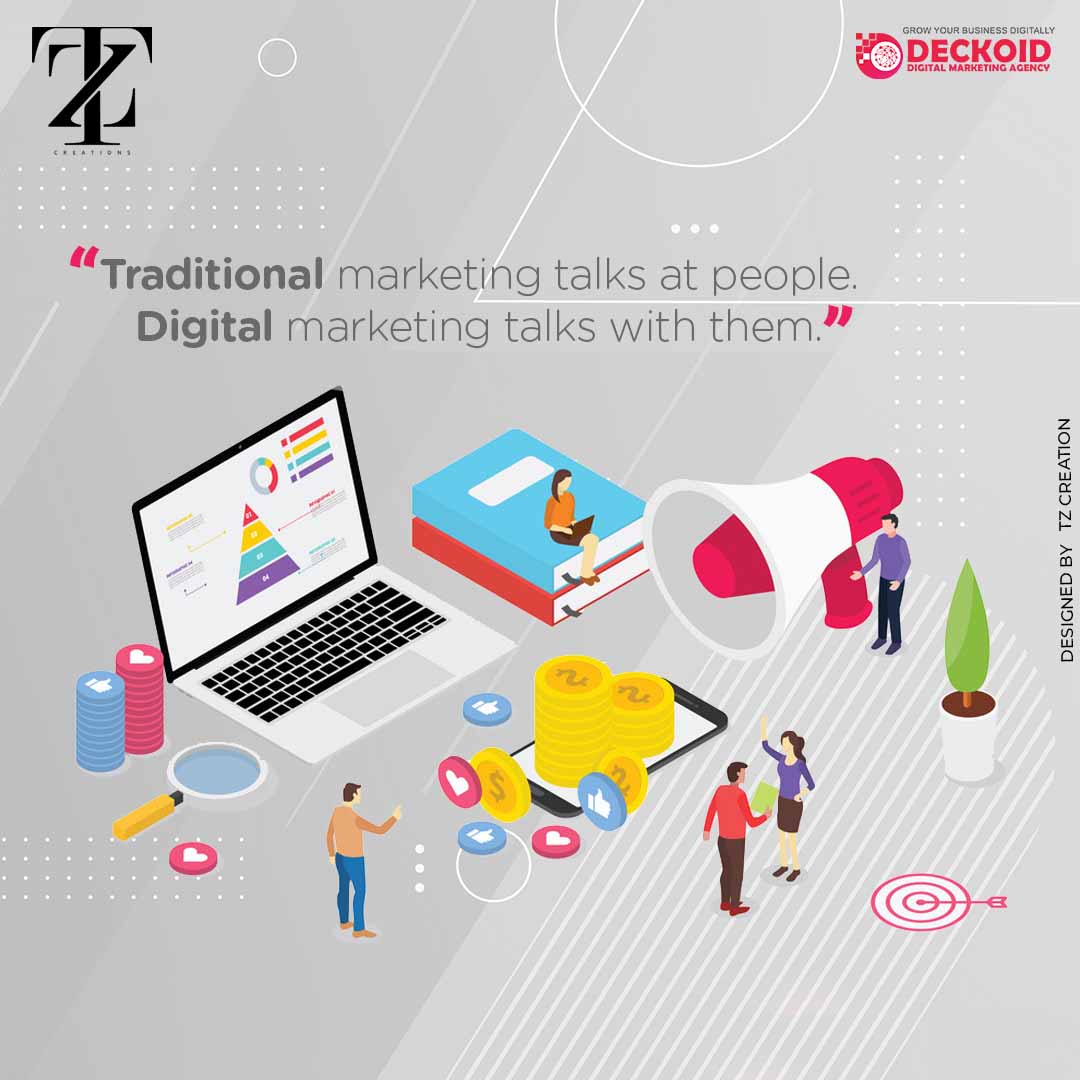 TZ
CREATIONS
GROW YOUR BUSINESS DIGITALLY
DECKOID
DIGITAL MARKETING AGENCY
“Traditional marketing talks at people.
Digital marketing talks with them.”
DESIGNED BY TZ CREATION
01
02
03
04
$